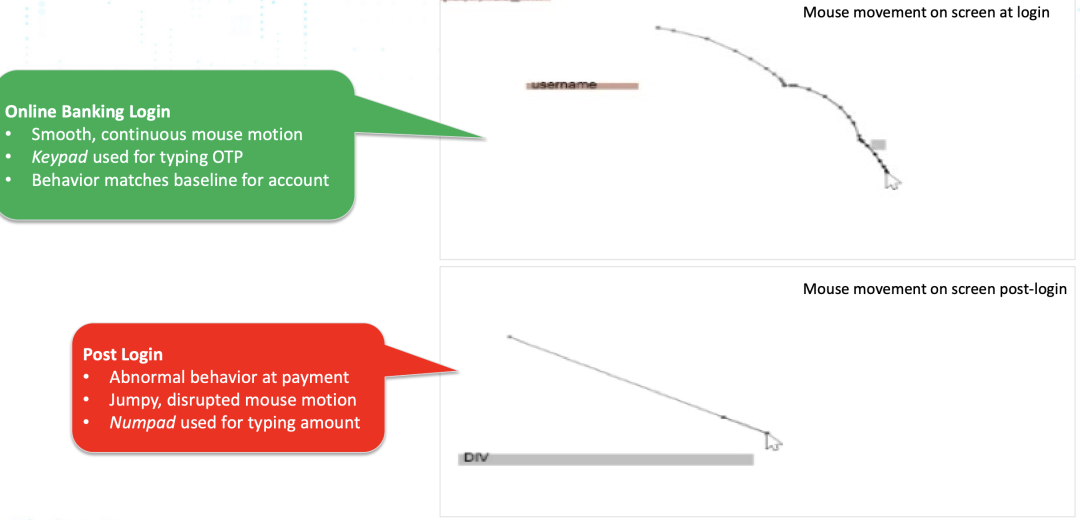 Mouse movement on screen at login
username
Online Banking Login
• Smooth, continuous mouse motion
• Keypad used for typing OTP
• Behavior matches baseline for account
Mouse movement on screen post-login
Post Login
• Abnormal behavior at payment
• Jumpy, disrupted mouse motion
• Numpad used for typing amount
DIV